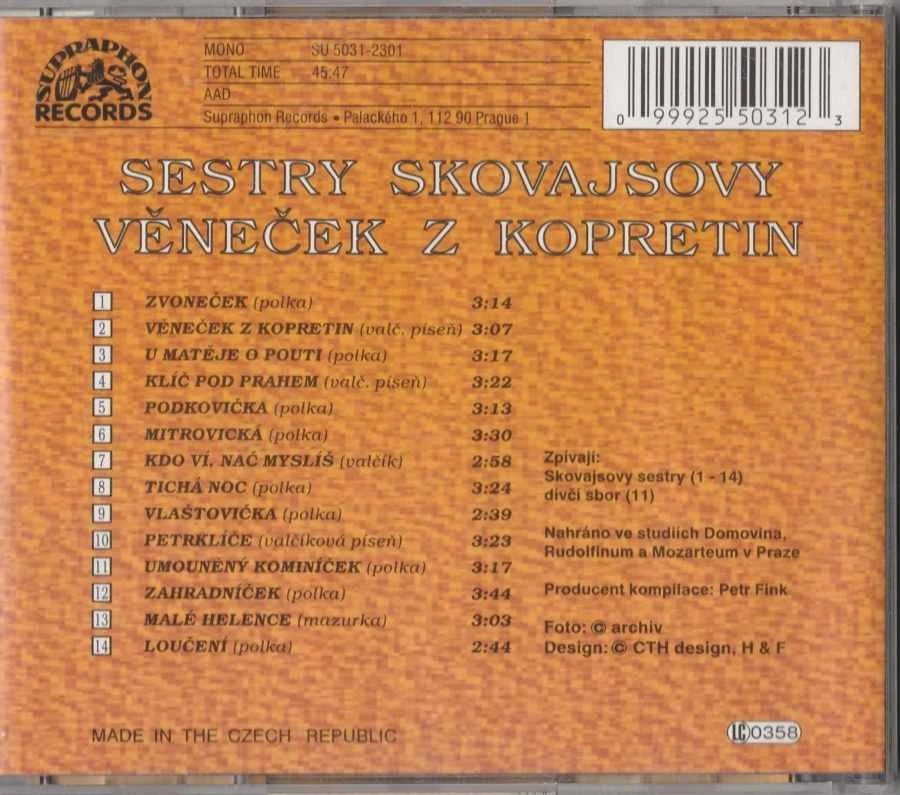 SUPRAPHON
RECORDS
MONO SU 5031-2301
TOTAL TIME 45:47
AAD
Supraphon Records • Palackého 1, 112 90 Prague 1
0 99925 50312 3
SESTRY SKOVAJSOVY
VĚNEČEK Z KOPRETIN
1 ZVONEČEK (polka) 3:14
2 VĚNEČEK Z KOPRETIN (valč. píseň) 3:07
3 U MATĚJE O POUTI (polka) 3:17
4 KLÍČ POD PRAHEM (valč. píseň) 3:22
5 PODKOVIČKA (polka) 3:13
6 MITROVICKÁ (polka) 3:30
7 KDO VÍ, NAČ MYSLÍŠ (valčík) 2:58
8 TICHÁ NOC (polka) 3:24
9 VLAŠTOVIČKA (polka) 2:39
10 PETRKLÍČE (valčíková píseň) 3:23
11 UMOUNĚNÝ KOMINÍČEK (polka) 3:17
12 ZAHRADNÍČEK (polka) 3:44
13 MALÉ HELENCE (mazurka) 3:03
14 LOUČENÍ (polka) 2:44
Zpívají:
Skovajsovy sestry (1 - 14)
dívčí sbor (11)
Nahráno ve studiích Domovina,
Rudolfinum a Mozarteum v Praze
Producent kompilace: Petr Fink
Foto: © archiv
Design: © CTH design, H & F
MADE IN THE CZECH REPUBLIC
LC 0358